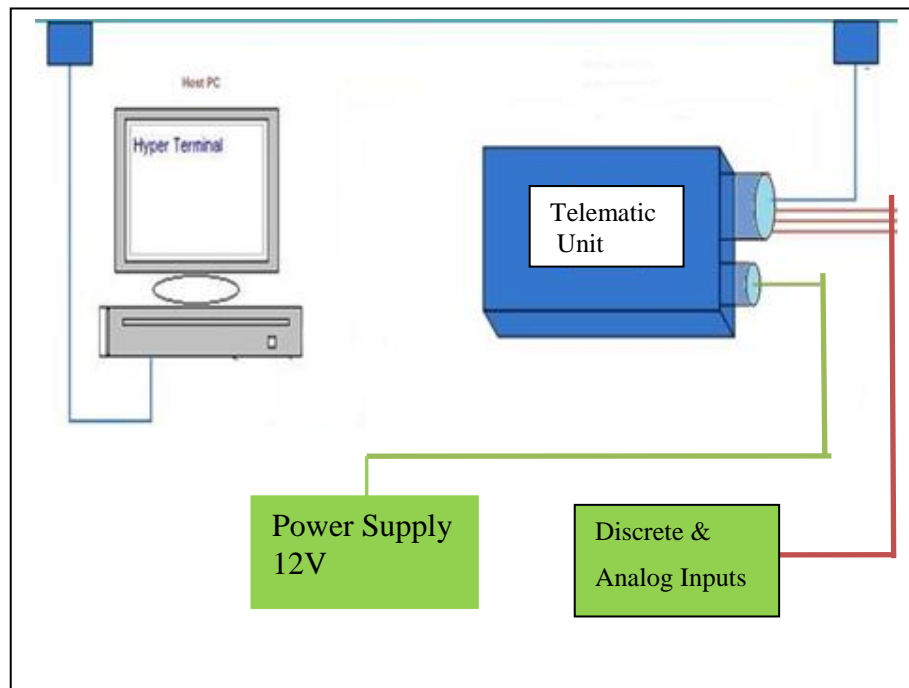 Host PC
Hyper Terminal
Telematic
Unit
Power Supply
12V
Discrete &
Analog Inputs